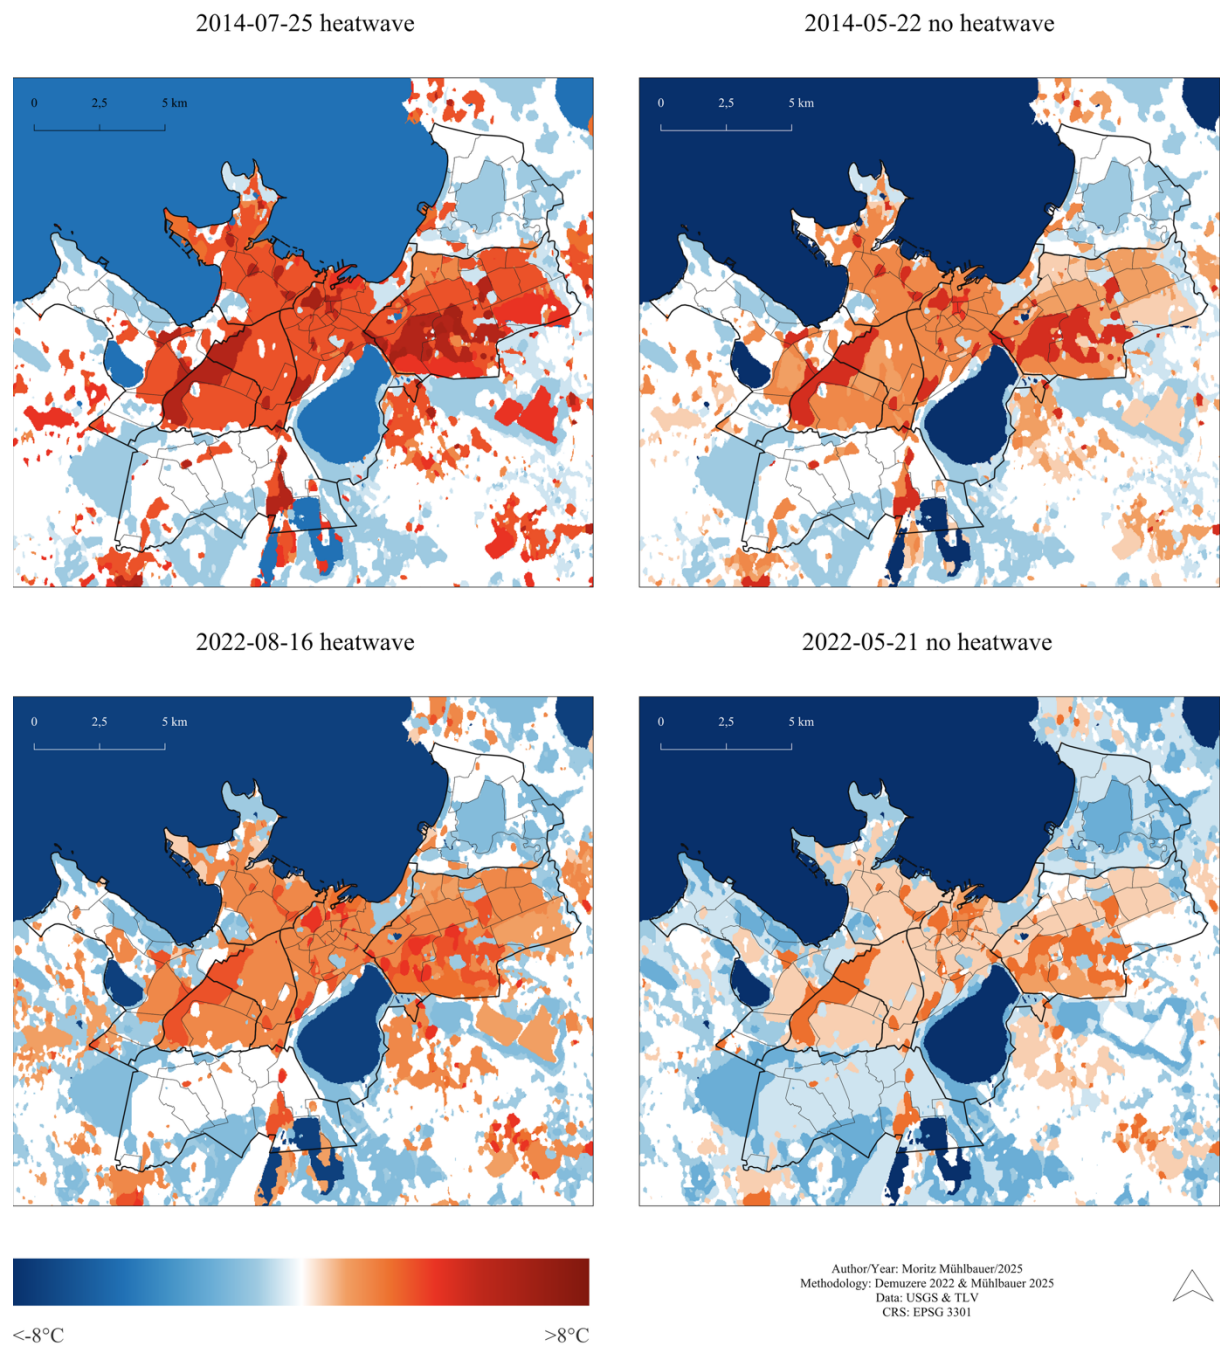 2014-07-25 heatwave
2014-05-22 no heatwave
0 2,5 5 km
0 2,5 5 km
2022-08-16 heatwave
2022-05-21 no heatwave
0 2,5 5 km
0 2,5 5 km
<-8°C >8°C
Author/Year: Moritz Mühlbauer/2025
Methodology: Demuzere 2022 & Mühlbauer 2025
Data: USGS & TLV
CRS: EPSG 3301